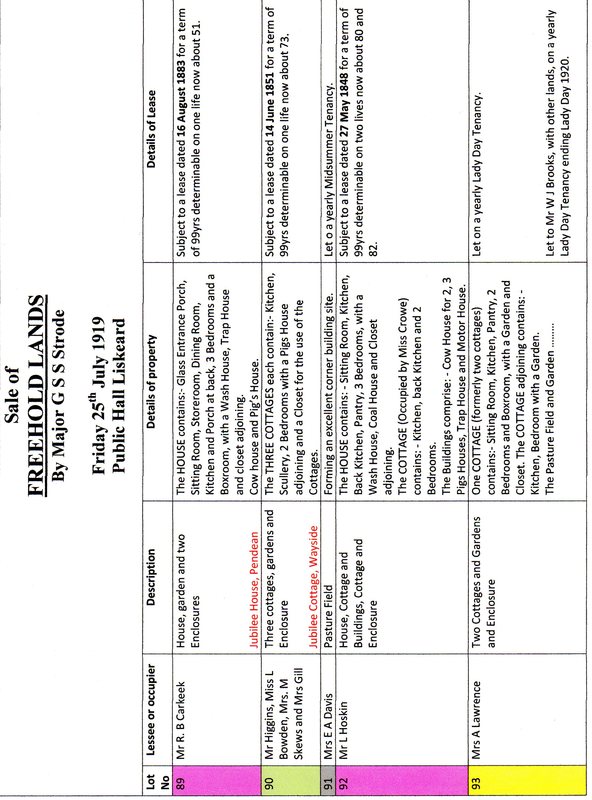 Sale of
FREEHOLD LANDS
By Major G S S Strode
Friday 25th July 1919
Public Hall Liskeard
Lot No
Lessee or occupier
Description
Details of property
Details of Lease
89
Mr R. B Carkeek
House, garden and two
Enclosures
Jubilee House, Pendean
The HOUSE contains:- Glass Entrance Porch,
Sitting Room, Storeroom, Dining Room,
Kitchen and Porch at back, 3 Bedrooms and a
Boxroom, with a Wash House, Trap House
and closet adjoining.
Cow house and Pig's House.
Subject to a lease dated 16 August 1883 for a term
of 99yrs determinable on one life now about 51.
90
Mr Higgins, Miss L
Bowden, Mrs. M
Skews and Mrs Gill
Three cottages, gardens and
Enclosure
Jubilee Cottage, Wayside
The THREE COTTAGES each contain:- Kitchen,
Scullery, 2 Bedrooms with a Pigs House
adjoining and a Closet for the use of the
Cottages.
Subject to a lease dated 14 June 1851 for a term of
99yrs determinable on one life now about 73.
91
Mrs E A Davis
Pasture Field
Forming an excellent corner building site.
Let o a yearly Midsummer Tenancy.
92
Mr L Hoskin
House, Cottage and
Buildings, Cottage and
Enclosure
The HOUSE contains: - Sitting Room, Kitchen,
Back Kitchen, Pantry, 3 Bedrooms, with a
Wash House, Coal House and Closet
adjoining.
The COTTAGE (Occupied by Miss Crowe)
contains: - Kitchen, back Kitchen and 2
Bedrooms.
The Buildings comprise: - Cow House for 2, 3
Pigs Houses, Trap House and Motor House.
Subject to a lease dated 27 May 1848 for a term of
99yrs determinable on two lives now about 80 and
82.
93
Mrs A Lawrence
Two Cottages and Gardens
and Enclosure
One COTTAGE (formerly two cottages)
contains:- Sitting Room, Kitchen, Pantry, 2
Bedrooms and Boxroom, with a Garden and
Closet. The COTTAGE adjoining contains: -
Kitchen, Bedroom with a Garden.
The Pasture Field and Garden .........
Let on a yearly Lady Day Tenancy.
Let to Mr W J Brooks, with other lands, on a yearly
Lady Day Tenancy ending Lady Day 1920.